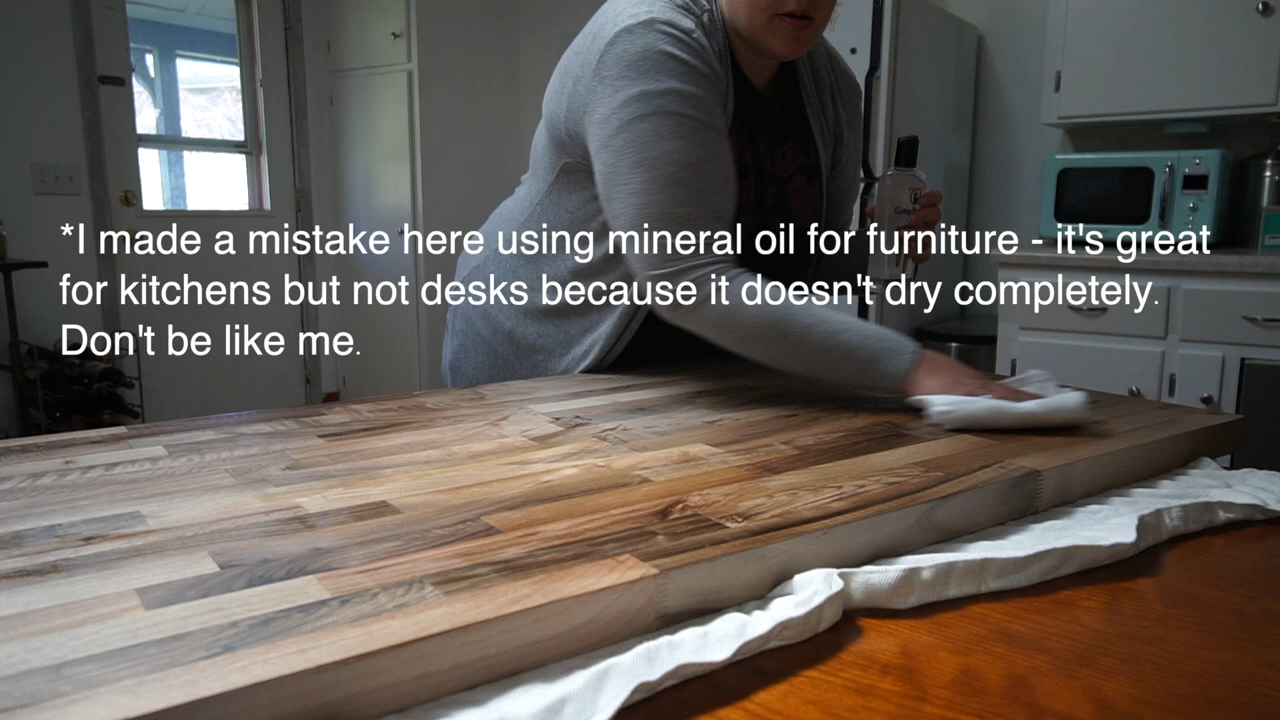 *I made a mistake here using mineral oil for furniture - it's great
for kitchens but not desks because it doesn't dry completely.
Don't be like me.